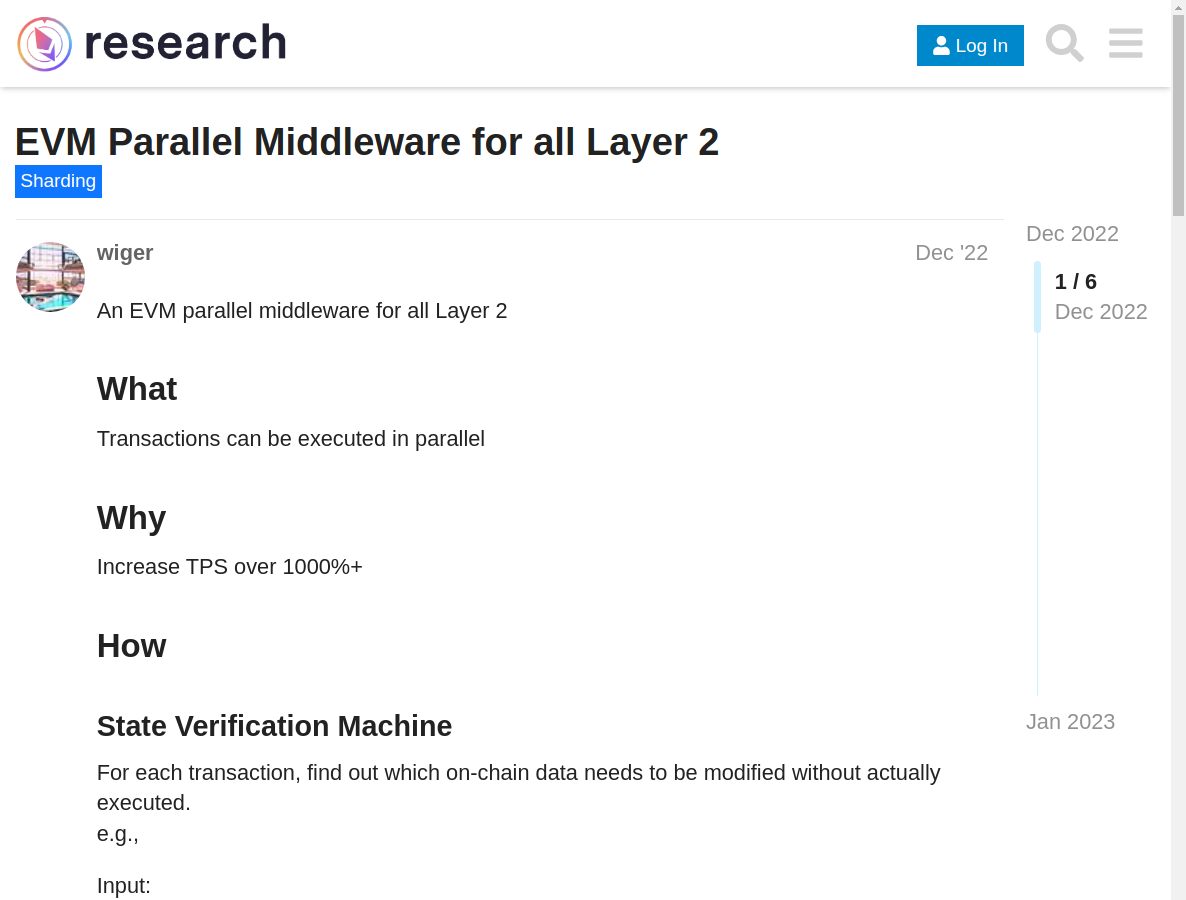 research
Log In
EVM Parallel Middleware for all Layer 2
Sharding
wiger
Dec '22
An EVM parallel middleware for all Layer 2
What
Transactions can be executed in parallel
Why
Increase TPS over 1000%+
How
State Verification Machine
For each transaction, find out which on-chain data needs to be modified without actually
executed.
e.g.,
Input:
Dec 2022
1 / 6
Dec 2022
Jan 2023